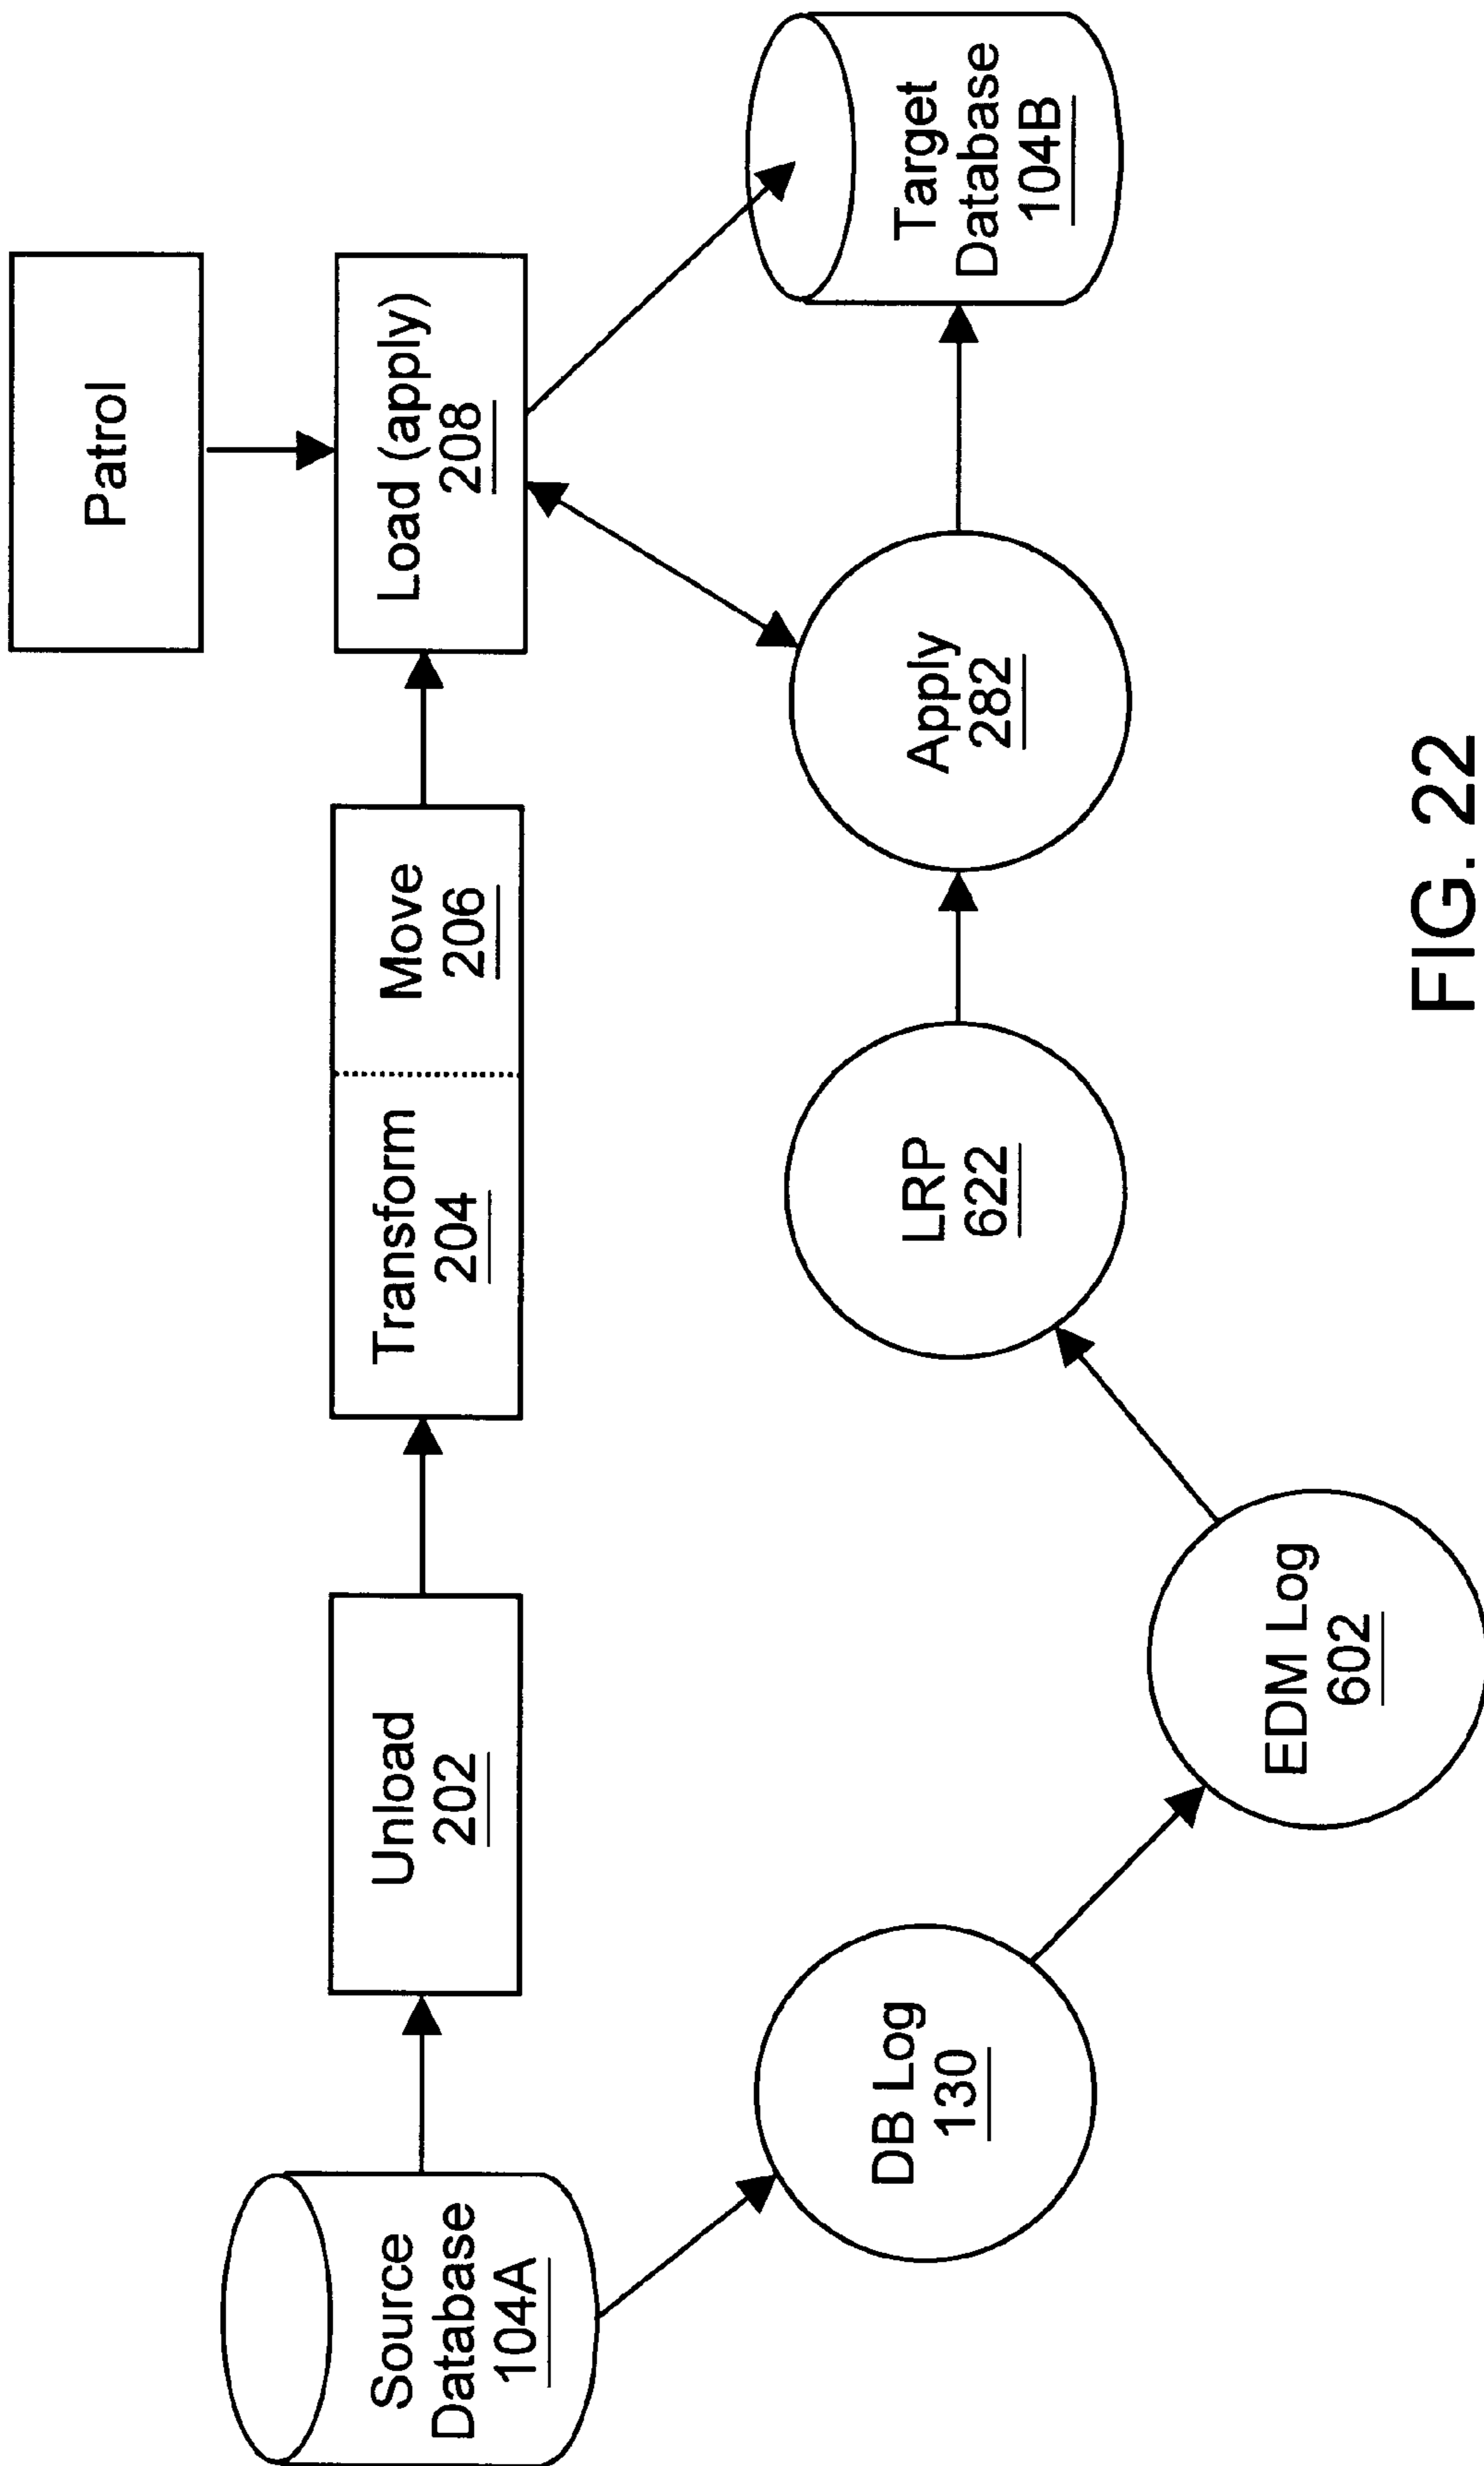 Patrol
Source
Database
104A
Unload
202
Transform
204
Move
206
Load (apply)
208
DB Log
130
EDM Log
602
LRP
622
Apply
282
Target
Database
104B
FIG. 22